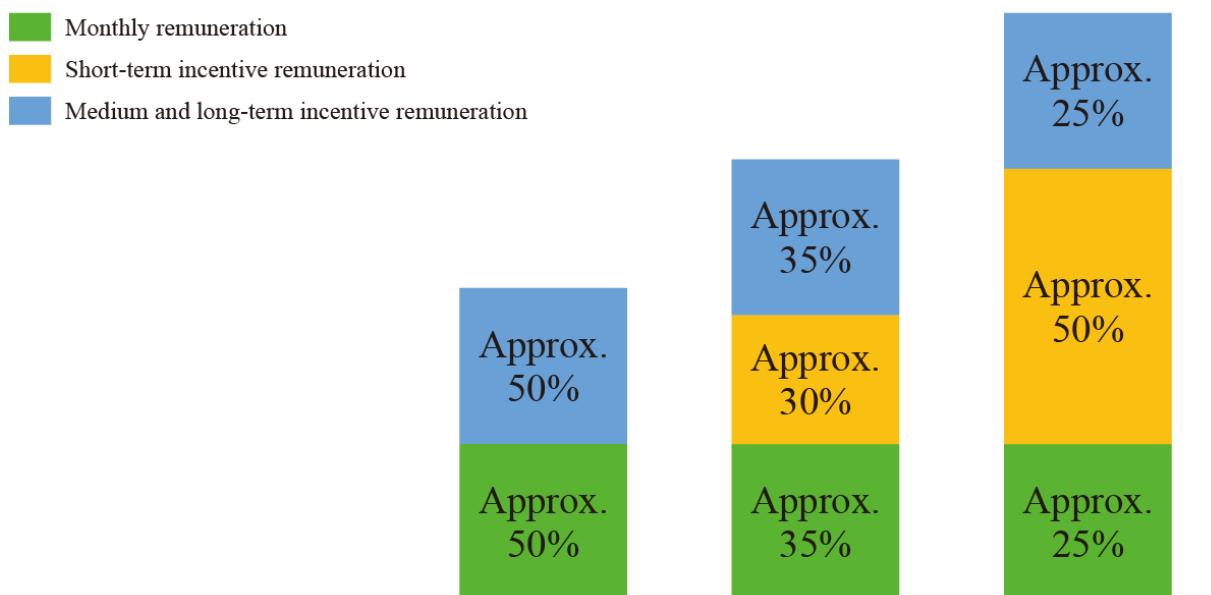 Monthly remuneration
Short-term incentive remuneration
Medium and long-term incentive remuneration
Approx.
50%
Approx.
50%
Approx.
35%
Approx.
30%
Approx.
35%
Approx.
25%
Approx.
50%
Approx.
25%